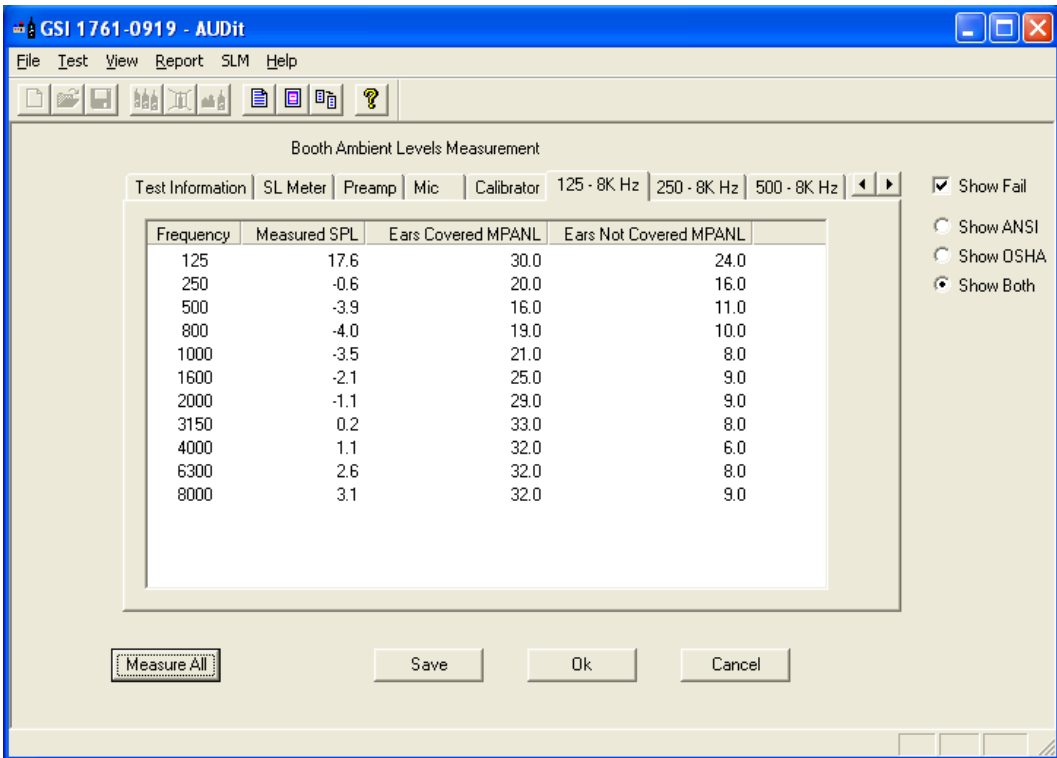 GSI 1761-0919 - AUDit
File Test View Report SLM Help
Booth Ambient Levels Measurement
Test Information SL Meter Preamp Mic Calibrator 125 - 8K Hz 250 - 8K Hz 500 - 8K Hz
Show Fail
Show ANSI
Show OSHA
Show Both
Frequency Measured SPL Ears Covered MPANL Ears Not Covered MPANL
125 17.6 30.0 24.0
250 -0.6 20.0 16.0
500 -3.9 16.0 11.0
800 -4.0 19.0 10.0
1000 -3.5 21.0 8.0
1600 -2.1 25.0 9.0
2000 -1.1 29.0 9.0
3150 0.2 33.0 8.0
4000 1.1 32.0 6.0
6300 2.6 32.0 8.0
8000 3.1 32.0 9.0
Measure All Save Ok Cancel